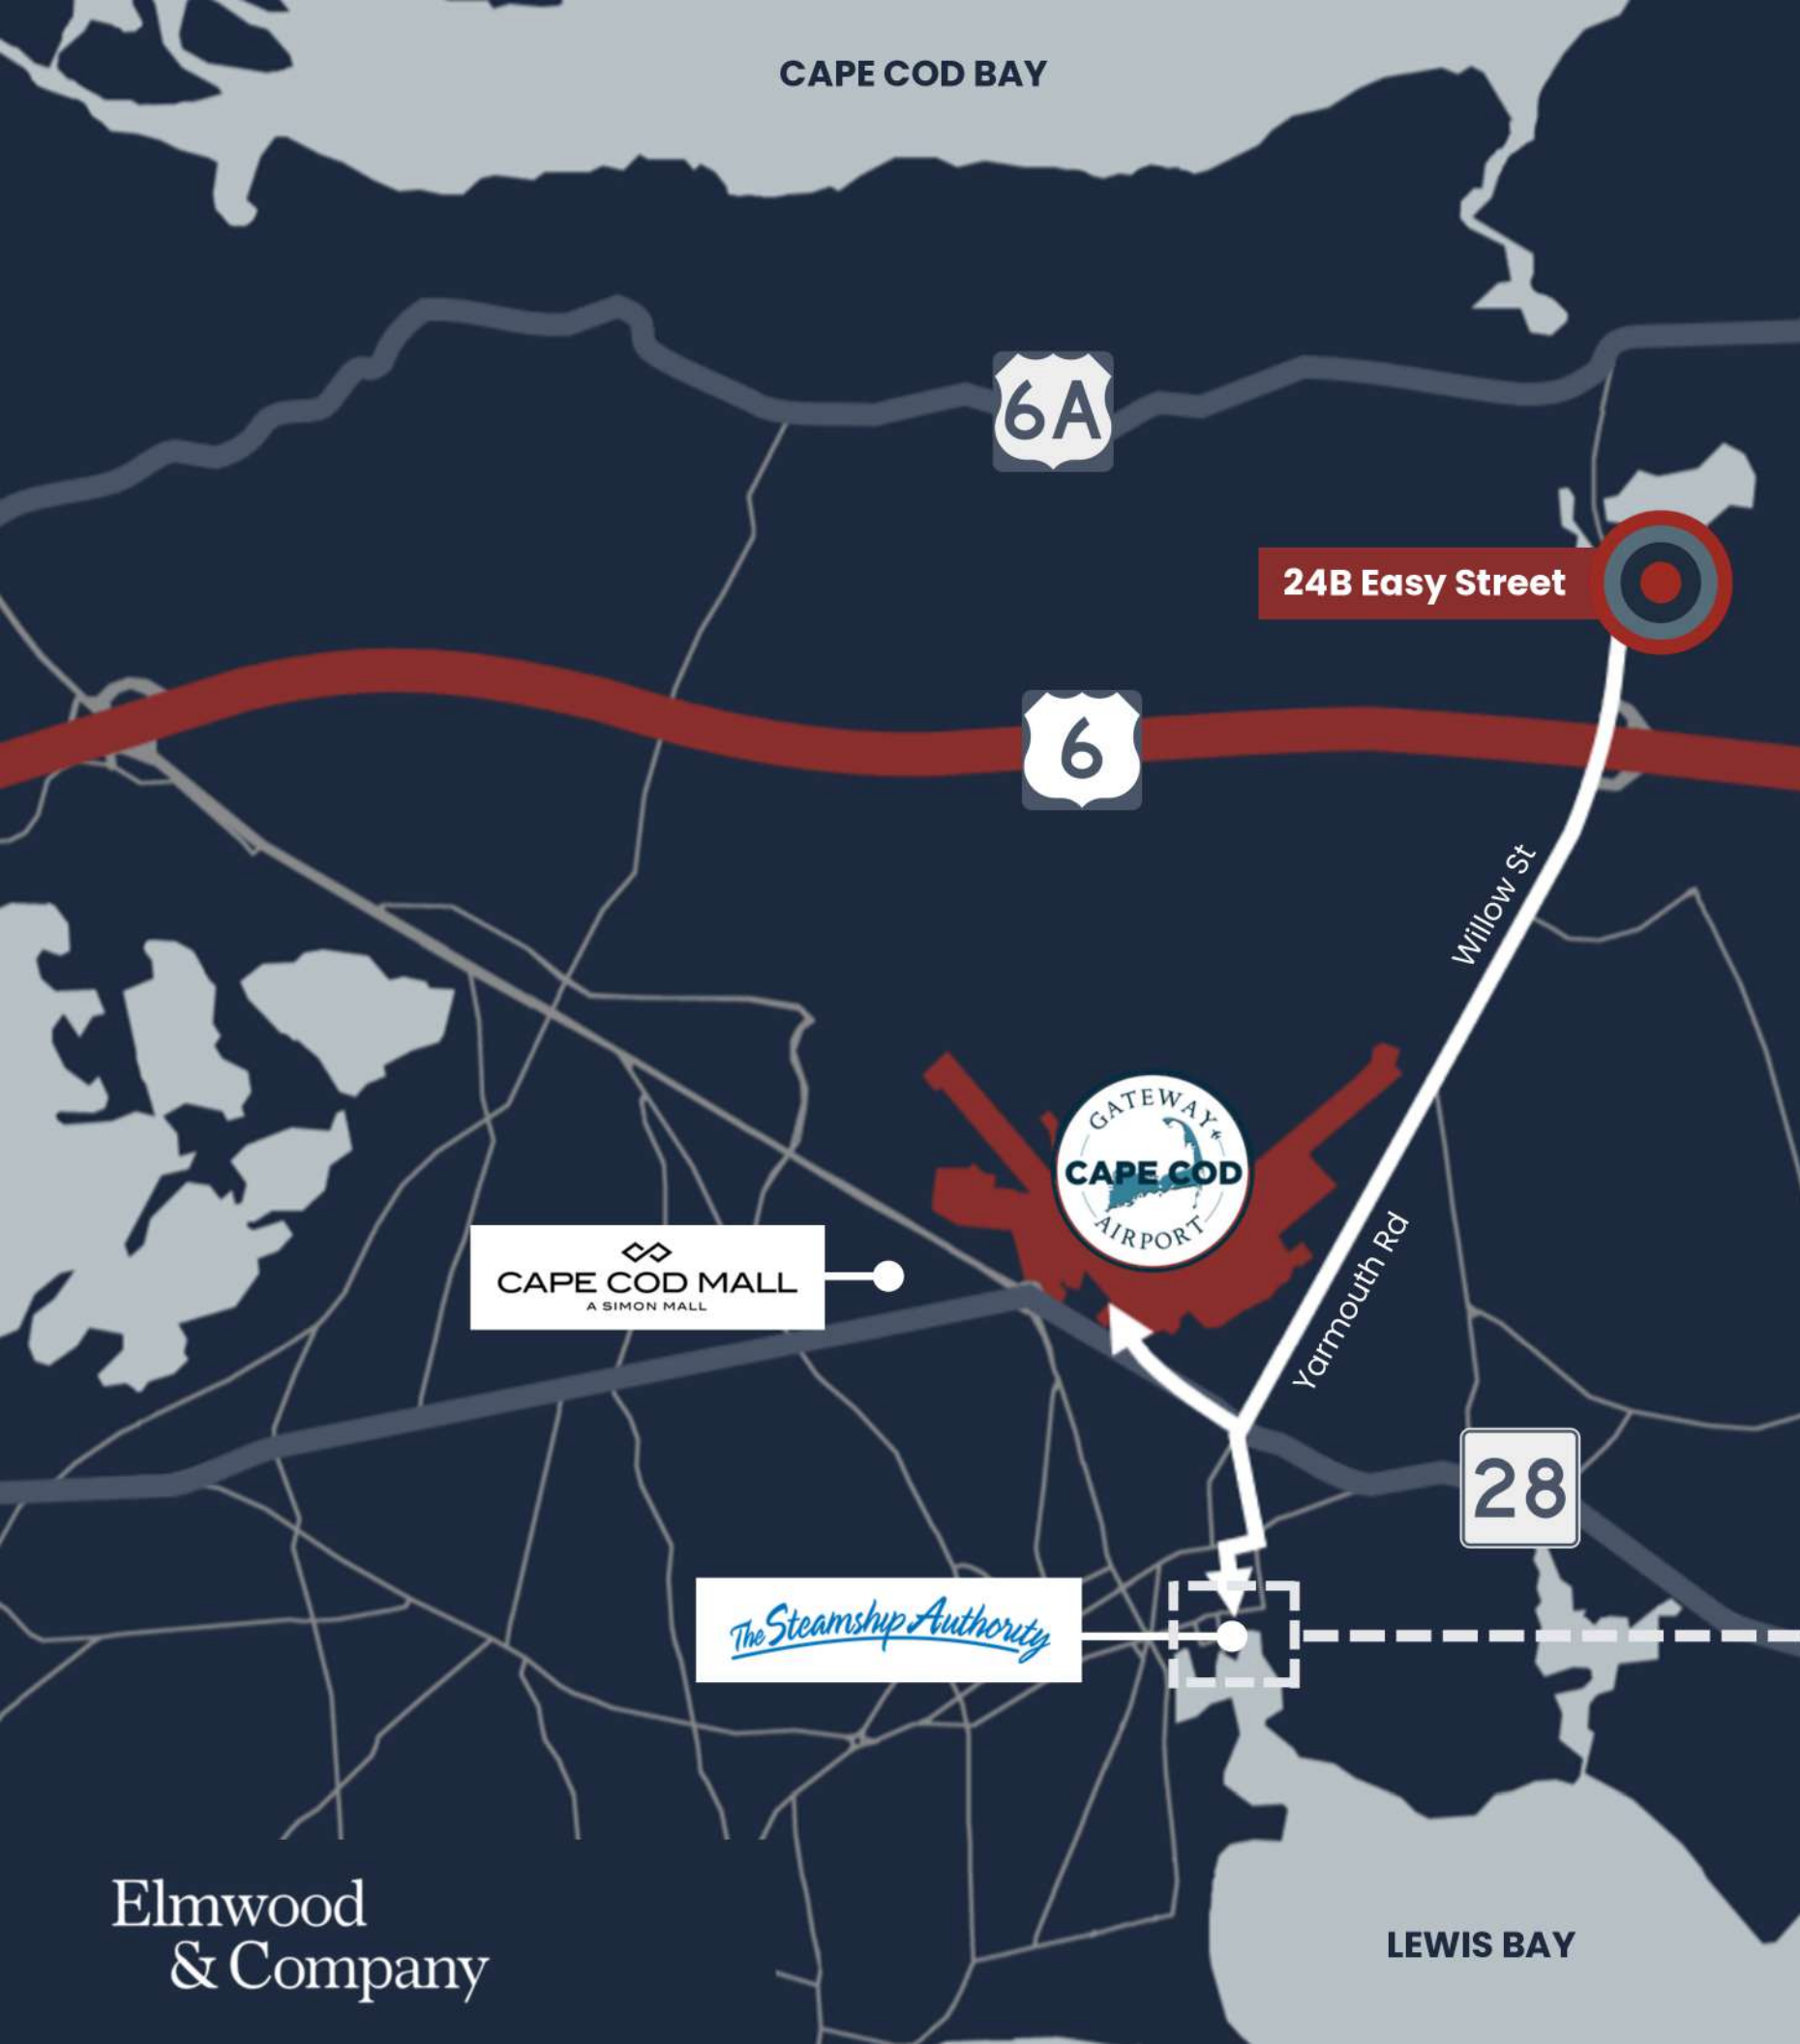 CAPE COD BAY
6A
24B Easy Street
6
Willow St
GATEWAY
CAPE COD
AIRPORT
Yarmouth Rd
CAPE COD MALL
A SIMON MALL
28
The Steamship Authority
Elmwood
& Company
LEWIS BAY